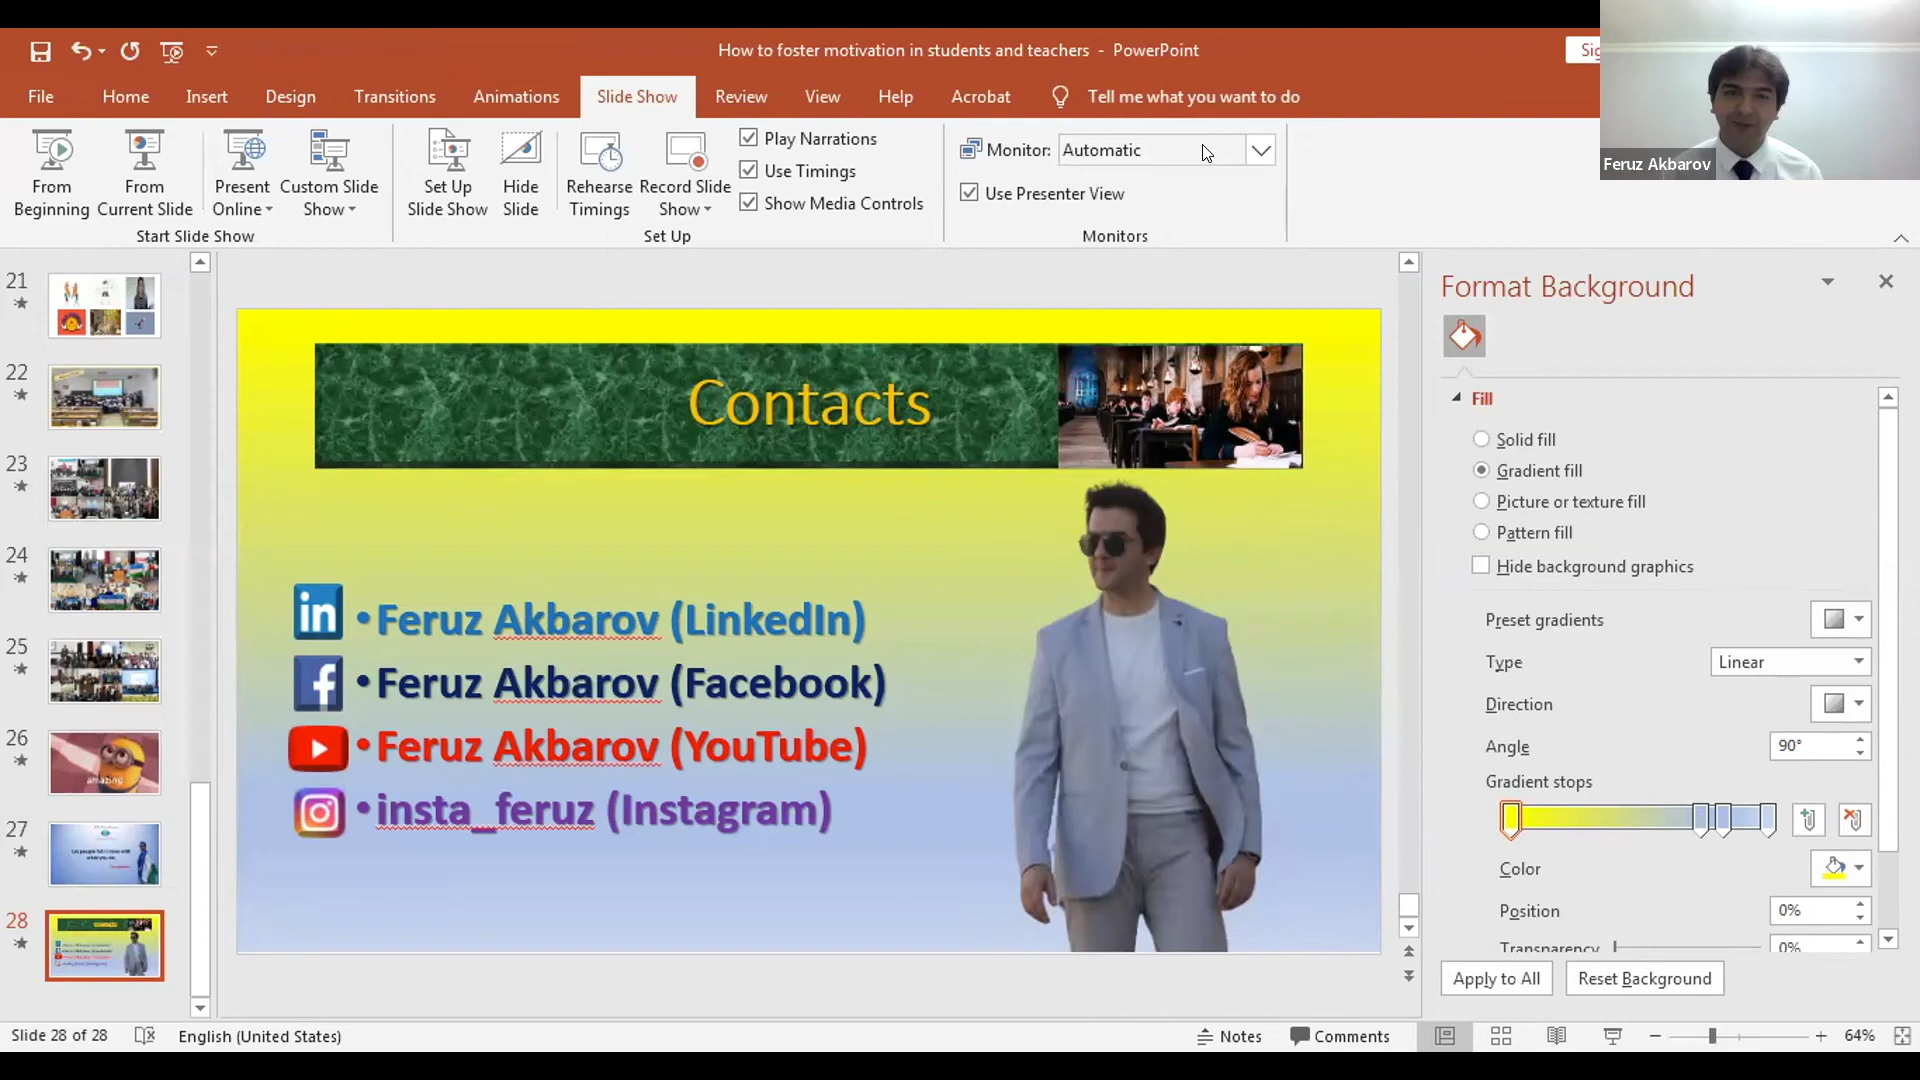 How to foster motivation in students and teachers - PowerPoint
File Home Insert Design Transitions Animations Slide Show Review View Help Acrobat Tell me what you want to do
From Beginning
From Current Slide
Present Online
Custom Slide Show
Start Slide Show
Set Up Slide Show
Hide Slide
Rehearse Timings
Record Slide Show
Play Narrations
Use Timings
Show Media Controls
Set Up
Monitor: Automatic
Use Presenter View
Monitors
Feruz Akbarov
21
22
23
24
25
26
amazing
27
28
Contacts
in
•Feruz Akbarov (LinkedIn)
f
•Feruz Akbarov (Facebook)
•Feruz Akbarov (YouTube)
•insta_feruz (Instagram)
Format Background
Fill
Solid fill
Gradient fill
Picture or texture fill
Pattern fill
Hide background graphics
Preset gradients
Type Linear
Direction
Angle 90°
Gradient stops
Color
Position 0%
Transparency 0%
Apply to All Reset Background
Slide 28 of 28 English (United States) Notes Comments 64%